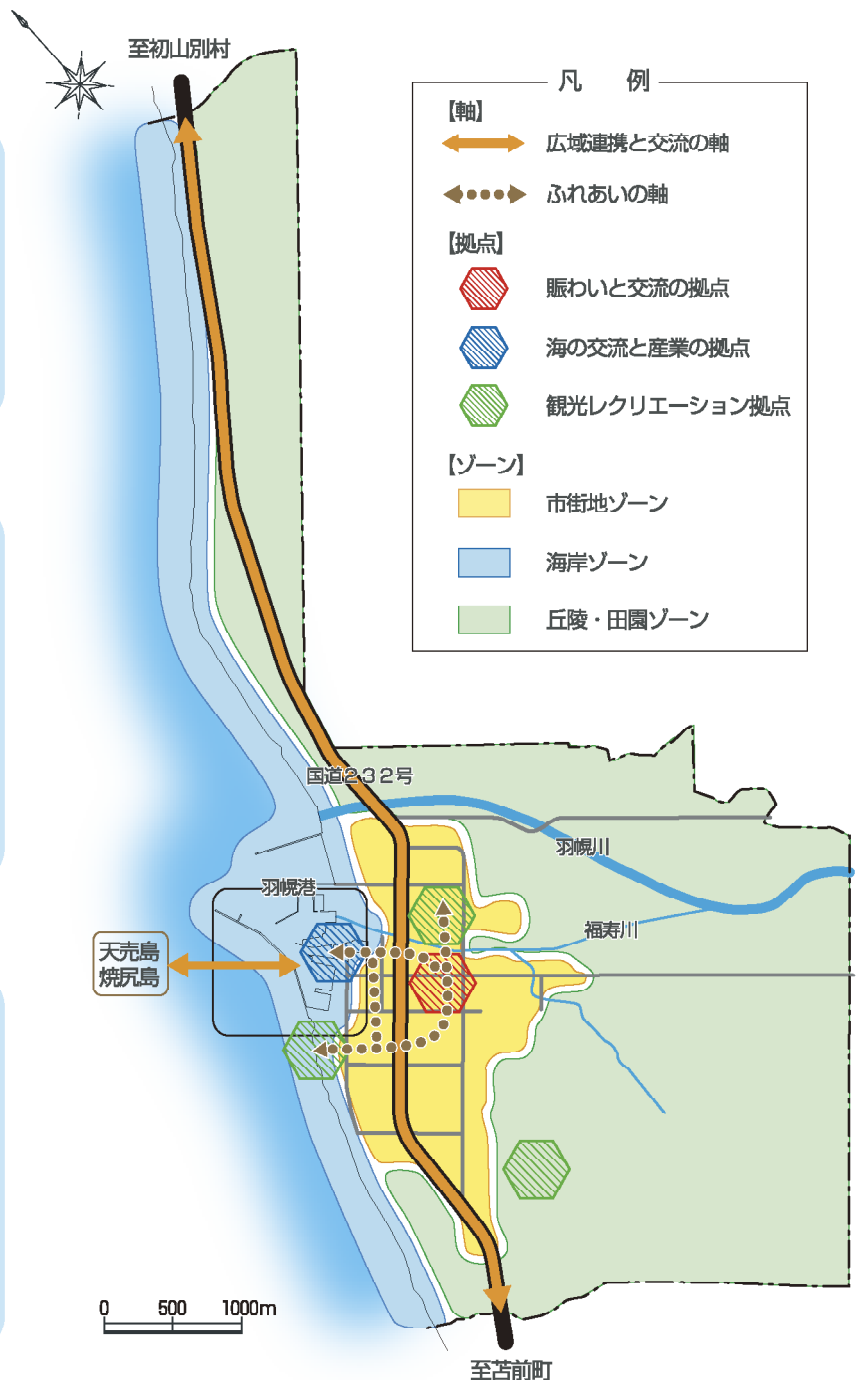 至初山別村
凡 例
【軸】
広域連携と交流の軸
ふれあいの軸
【拠点】
賑わいと交流の拠点
海の交流と産業の拠点
観光レクリエーション拠点
【ゾーン】
市街地ゾーン
海岸ゾーン
丘陵・田園ゾーン
国道232号
羽幌川
羽幌港
福寿川
天売島
焼尻島
0 500 1000m
至苫前町